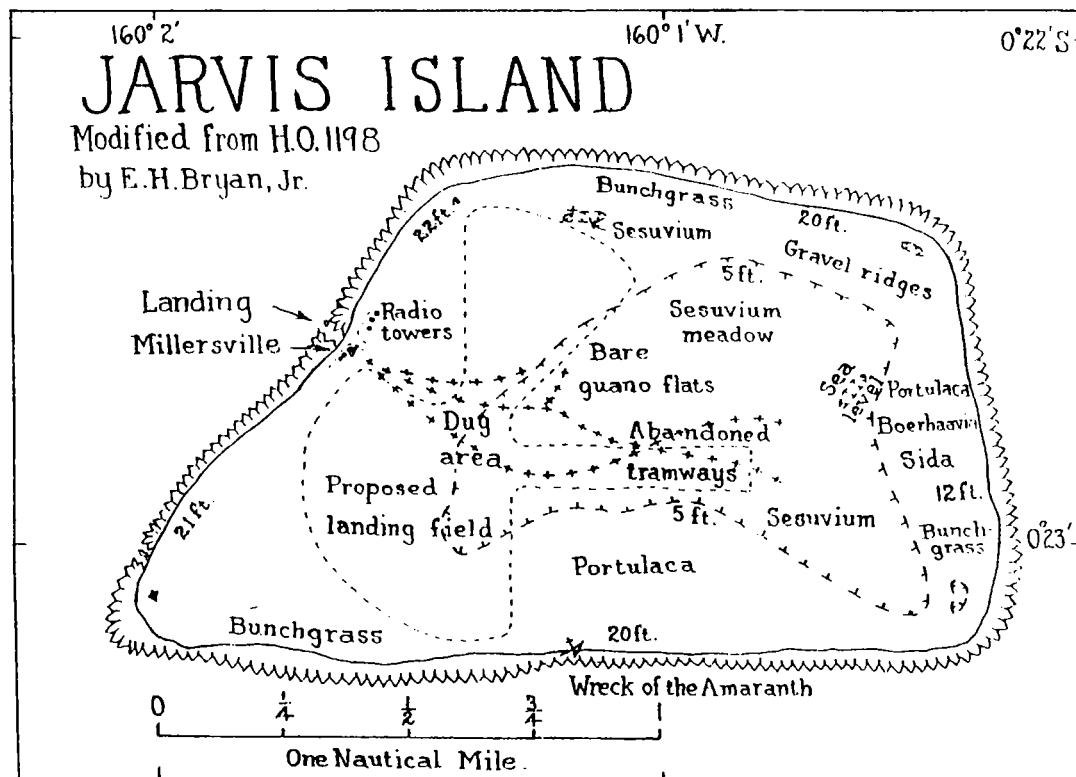 160° 2'
160° 1' W.
0° 22' S
JARVIS ISLAND
Modified from H.O. 1198
by E.H. Bryan, Jr.
Bunchgrass
22 ft.
20 ft.
Sesuvium
Gravel ridges
5 ft.
Landing
Radio
towers
Sesuvium
meadow
Millersville
Bare
guano flats
Sea
level
Portulaca
Boerhaavia
Dug
area
Abandoned
tramways
Sida
Proposed
landing field
12 ft.
21 ft.
5 ft.
Sesuvium
Bunch-
grass
0° 23'
Portulaca
Bunchgrass
20 ft.
Wreck of the Amaranth
0 1/4 1/2 3/4 1
One Nautical Mile.